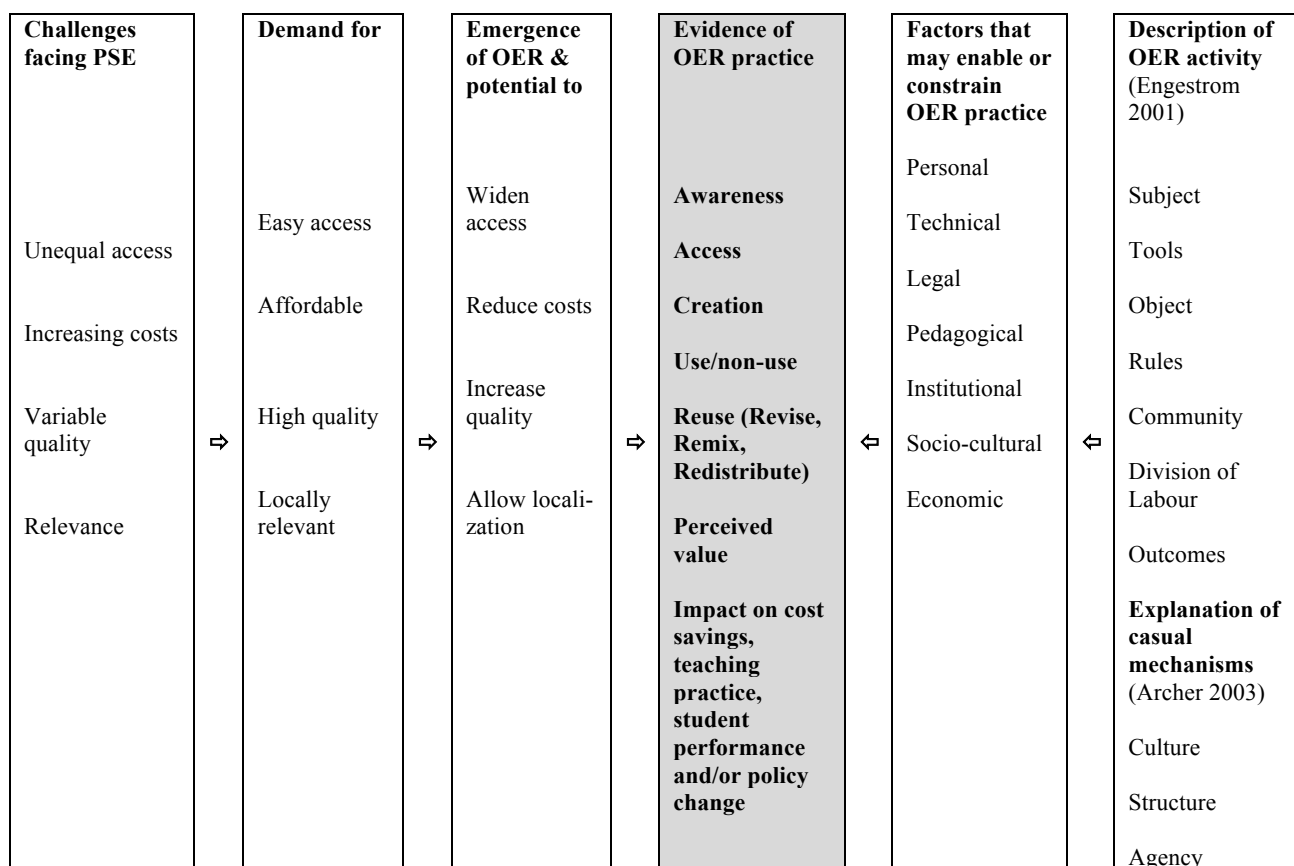 Challenges
facing PSE
Unequal access
Increasing costs
Variable
quality
Relevance
⇨
Demand for
Easy access
Affordable
High quality
Locally
relevant
⇨
Emergence
of OER &
potential to
Widen
access
Reduce costs
Increase
quality
Allow locali-
zation
⇨
Evidence of
OER practice
Awareness
Access
Creation
Use/non-use
Reuse (Revise,
Remix,
Redistribute)
Perceived
value
Impact on cost
savings,
teaching
practice,
student
performance
and/or policy
change
⇦
Factors that
may enable or
constrain
OER practice
Personal
Technical
Legal
Pedagogical
Institutional
Socio-cultural
Economic
⇦
Description of
OER activity
(Engestrom
2001)
Subject
Tools
Object
Rules
Community
Division of
Labour
Outcomes
Explanation of
casual
mechanisms
(Archer 2003)
Culture
Structure
Agency